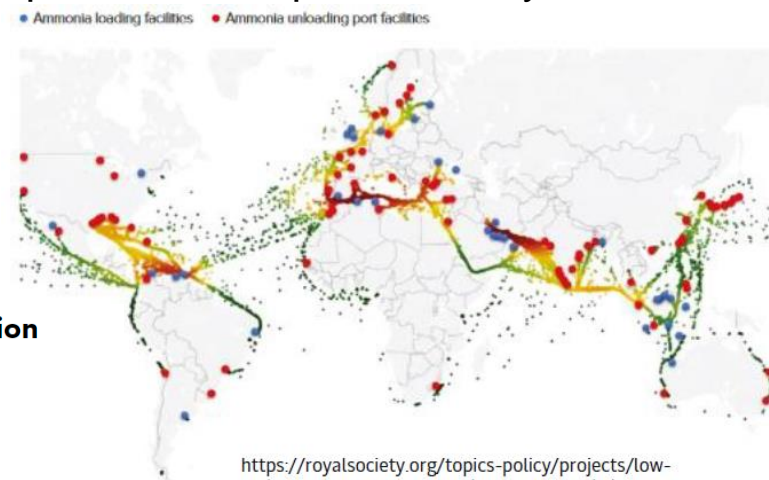 Ammonia loading facilities
Ammonia unloading port facilities
ion
https://royalsociety.org/topics-policy/projects/low-